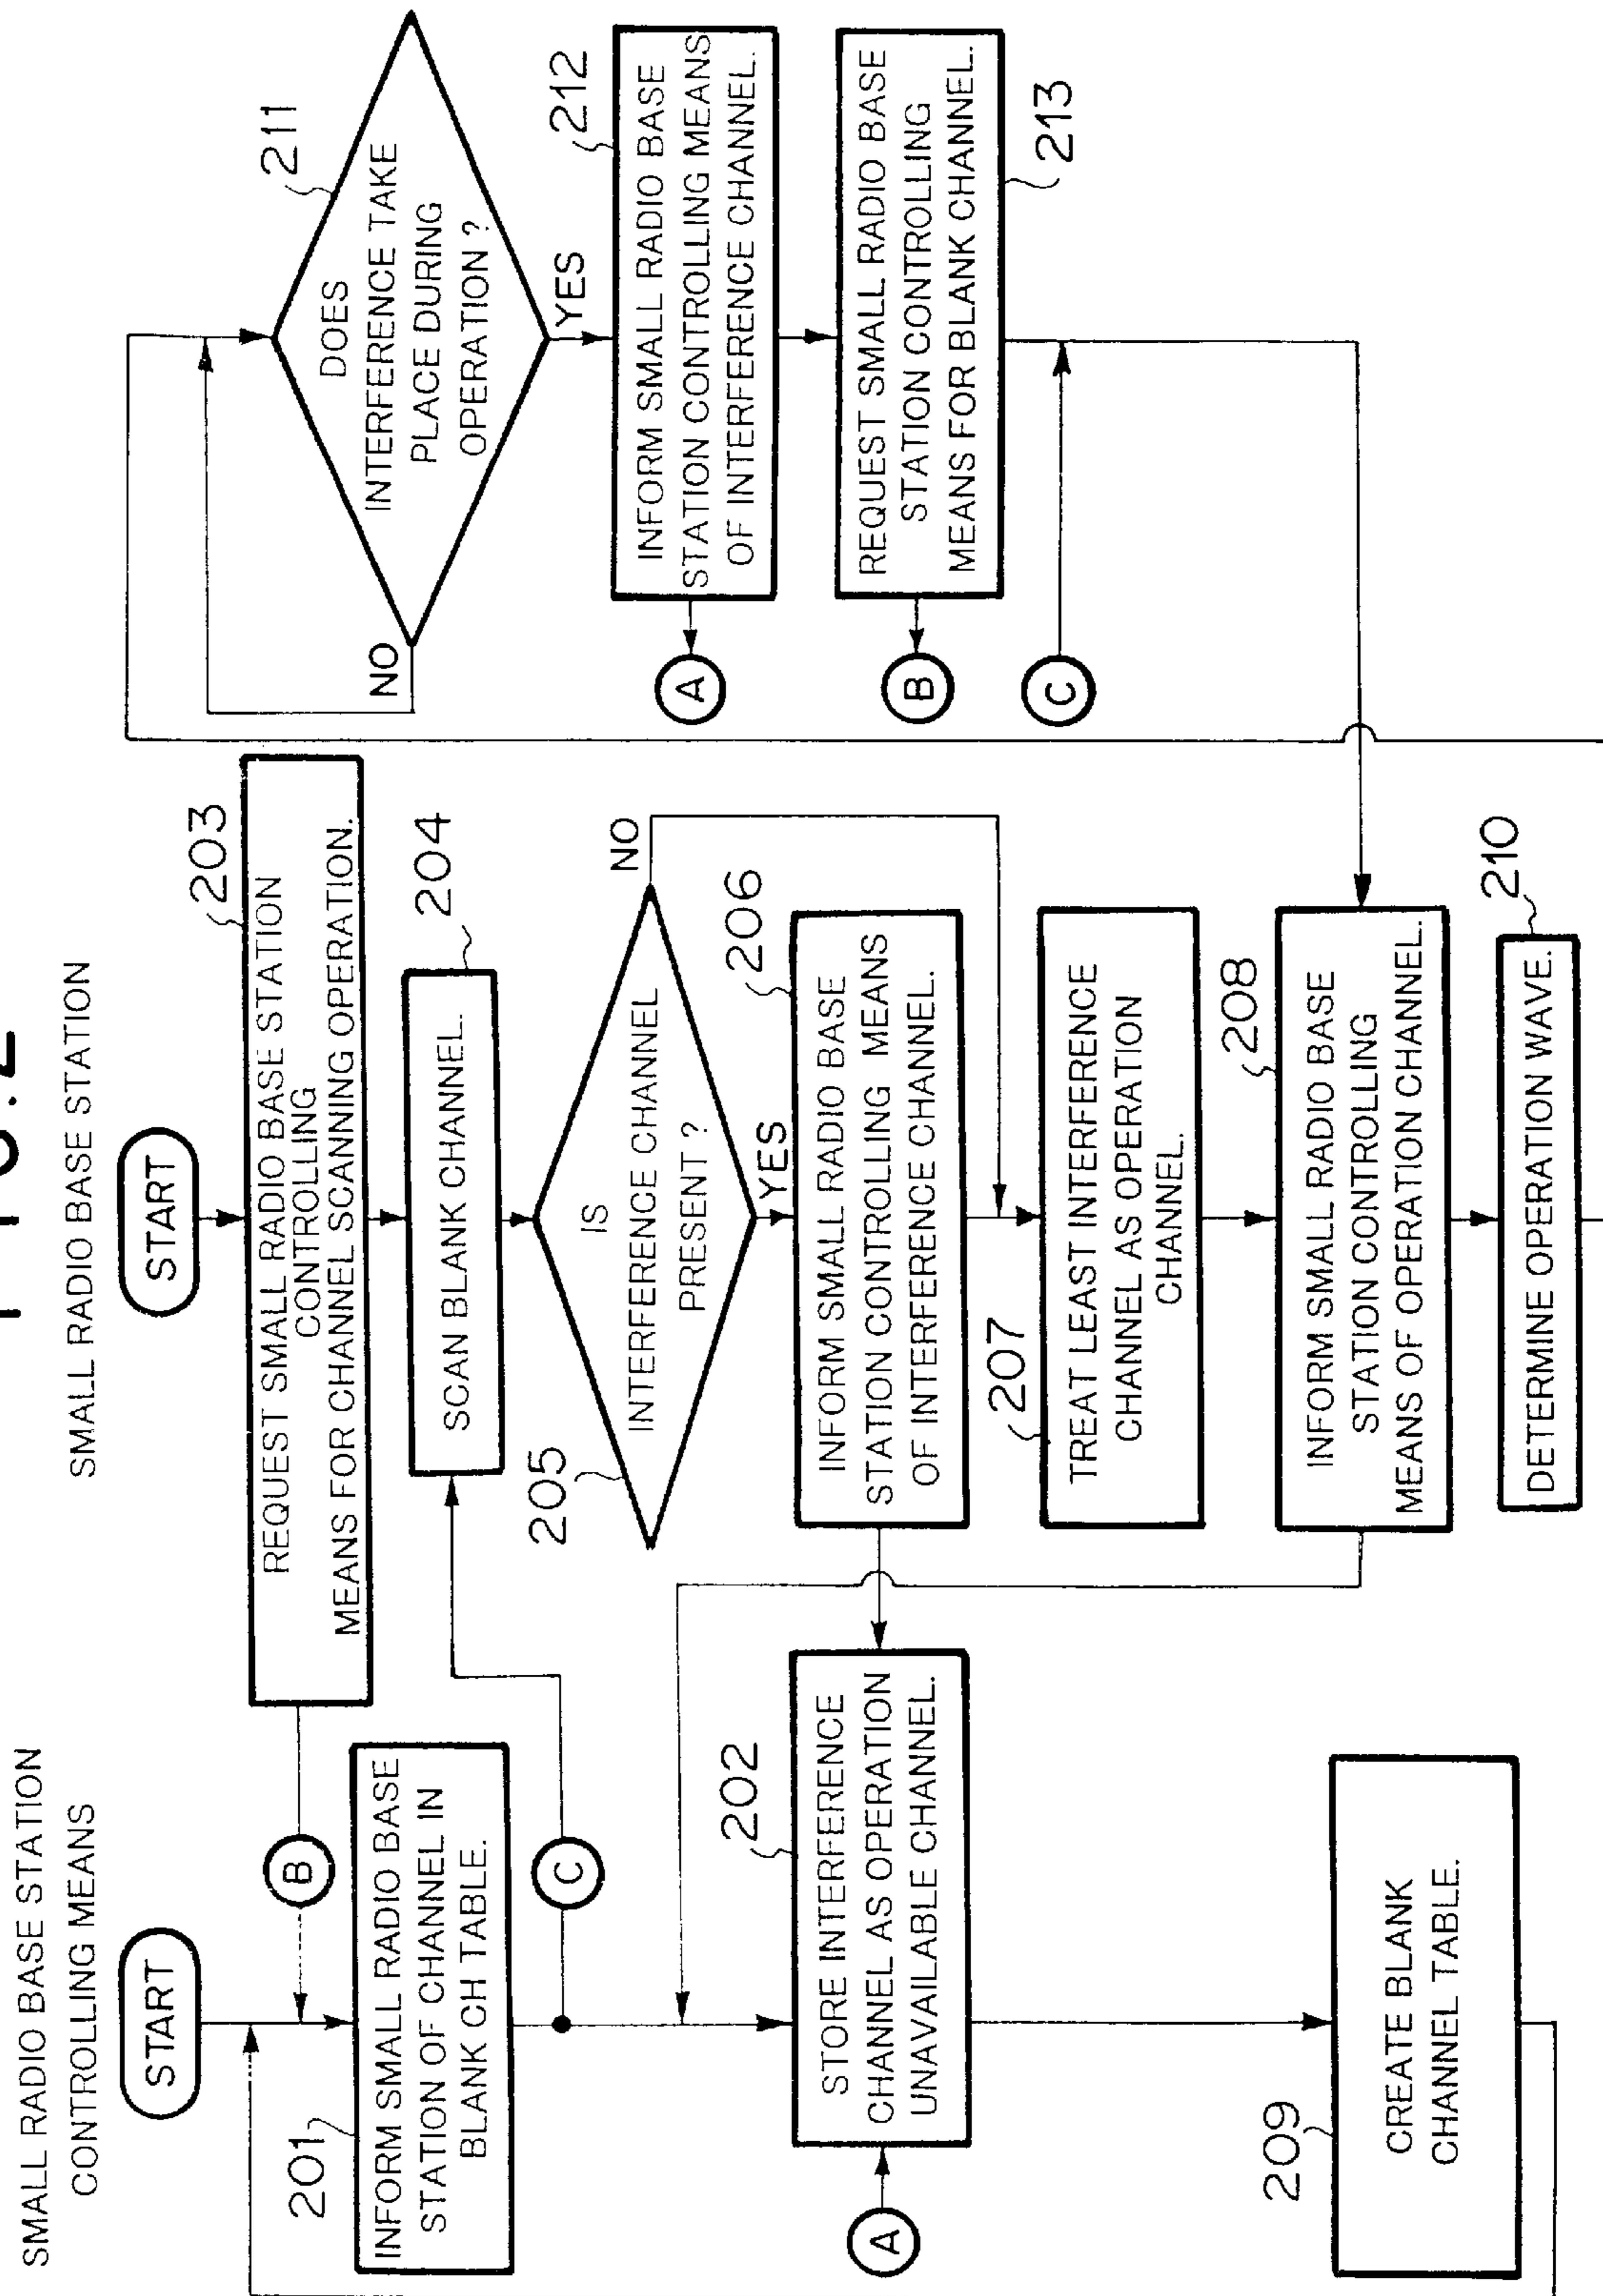 SMALL RADIO BASE STATION
CONTROLLING MEANS
START
B
201
INFORM SMALL RADIO BASE
STATION OF CHANNEL IN
BLANK CH TABLE.
C
202
STORE INTERFERENCE
CHANNEL AS OPERATION
UNAVAILABLE CHANNEL.
A
209
CREATE BLANK
CHANNEL TABLE.
SMALL RADIO BASE STATION
START
203
REQUEST SMALL RADIO BASE STATION
CONTROLLING
MEANS FOR CHANNEL SCANNING OPERATION.
204
SCAN BLANK CHANNEL.
205
IS
INTERFERENCE CHANNEL
PRESENT ?
NO
YES
206
INFORM SMALL RADIO BASE
STATION CONTROLLING MEANS
OF INTERFERENCE CHANNEL.
207
TREAT LEAST INTERFERENCE
CHANNEL AS OPERATION
CHANNEL.
208
INFORM SMALL RADIO BASE
STATION CONTROLLING
MEANS OF OPERATION CHANNEL.
210
DETERMINE OPERATION WAVE.
211
DOES
INTERFERENCE TAKE
PLACE DURING
OPERATION ?
NO
YES
212
INFORM SMALL RADIO BASE
STATION CONTROLLING MEANS
OF INTERFERENCE CHANNEL.
A
REQUEST SMALL RADIO BASE
STATION CONTROLLING
MEANS FOR BLANK CHANNEL.
213
B
C